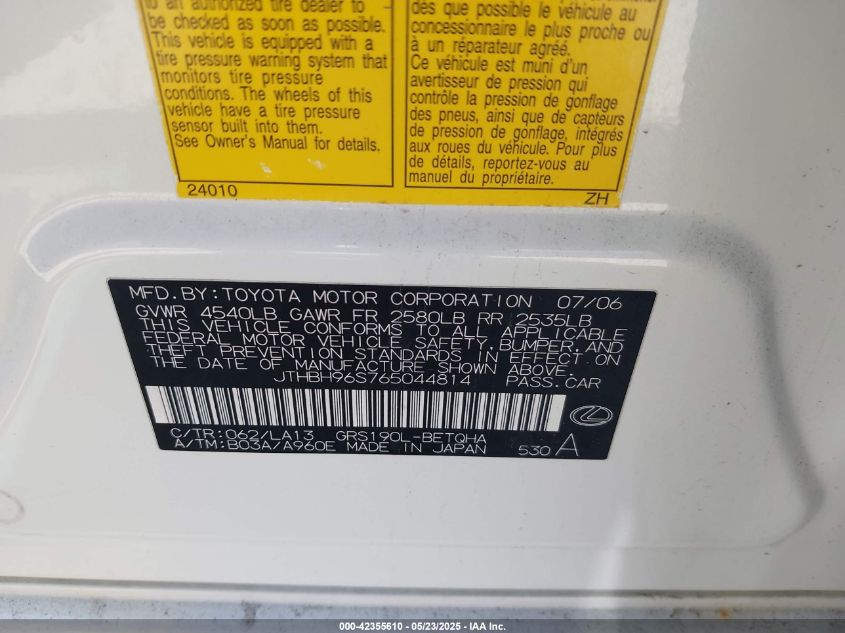 to an authorized tire dealer to
be checked as soon as possible.
This vehicle is equipped with a
tire pressure warning system that
monitors tire pressure
conditions. The wheels of this
vehicle have a tire pressure
sensor built into them.
See Owner's Manual for details.
24010
dès que possible le véhicule au
concessionnaire le plus proche ou
à un réparateur agréé.
Ce véhicule est muni d'un
avertisseur de pression qui
contrôle la pression de gonflage
des pneus, ainsi que de capteurs
de pression de gonflage, intégrés
aux roues du véhicule. Pour plus
de détails, reportez-vous au
manuel du propriétaire.
ZH
MFD.BY:TOYOTA MOTOR CORPORATION 07/06
GVWR 4540LB GAWR FR 2580LB RR 2535LB
THIS VEHICLE CONFORMS TO ALL APPLICABLE
FEDERAL MOTOR VEHICLE SAFETY,BUMPER,AND
THEFT PREVENTION STANDARDS IN EFFECT ON
THE DATE OF MANUFACTURE SHOWN ABOVE.
JTHBH96S765044814 PASS.CAR
C/TR:062/LA13 GRS190L-BETQHA
A/TM:B03A/A960E MADE IN JAPAN 530 A
000-42355610 - 05/23/2025 - IAA Inc.